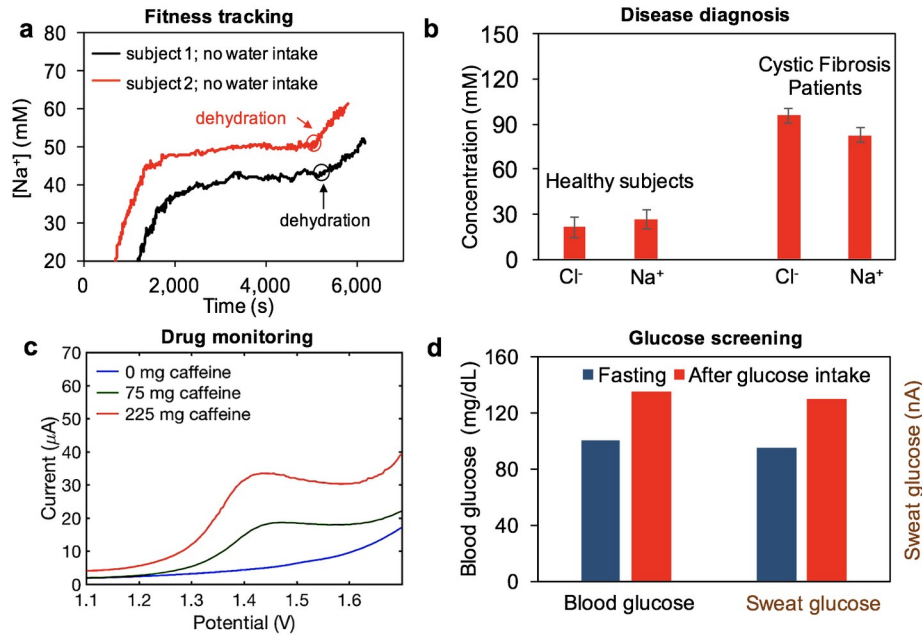 a
Fitness tracking
80
70
60
50
40
30
20
[Na⁺] (mM)
subject 1; no water intake
subject 2; no water intake
dehydration
dehydration
0
2,000
4,000
6,000
Time (s)
b
Disease diagnosis
150
120
90
60
30
0
Concentration (mM)
Cystic Fibrosis
Patients
Healthy subjects
Cl⁻
Na⁺
Cl⁻
Na⁺
c
Drug monitoring
70
60
50
40
30
20
10
0
Current (μA)
0 mg caffeine
75 mg caffeine
225 mg caffeine
1.1
1.2
1.3
1.4
1.5
1.6
Potential (V)
d
Glucose screening
160
120
80
40
0
Blood glucose (mg/dL)
Fasting
After glucose intake
Sweat glucose (nA)
Blood glucose
Sweat glucose